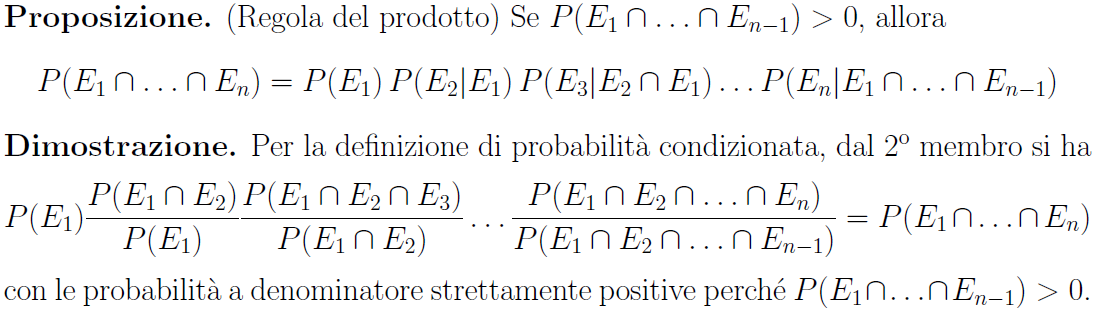 Proposizione. (Regola del prodotto) Se P(E₁ ∩ … ∩ Eₙ₋₁) > 0, allora
P(E₁ ∩ … ∩ Eₙ) = P(E₁) P(E₂|E₁) P(E₃|E₂ ∩ E₁) … P(Eₙ|E₁ ∩ … ∩ Eₙ₋₁)
Dimostrazione. Per la definizione di probabilità condizionata, dal 2º membro si ha
P(E₁) \frac{P(E₁ ∩ E₂)}{P(E₁)} \frac{P(E₁ ∩ E₂ ∩ E₃)}{P(E₁ ∩ E₂)} … \frac{P(E₁ ∩ E₂ ∩ … ∩ Eₙ)}{P(E₁ ∩ E₂ ∩ … ∩ Eₙ₋₁)} = P(E₁ ∩ … ∩ Eₙ)
con le probabilità a denominatore strettamente positive perché P(E₁ ∩ … ∩ Eₙ₋₁) > 0.